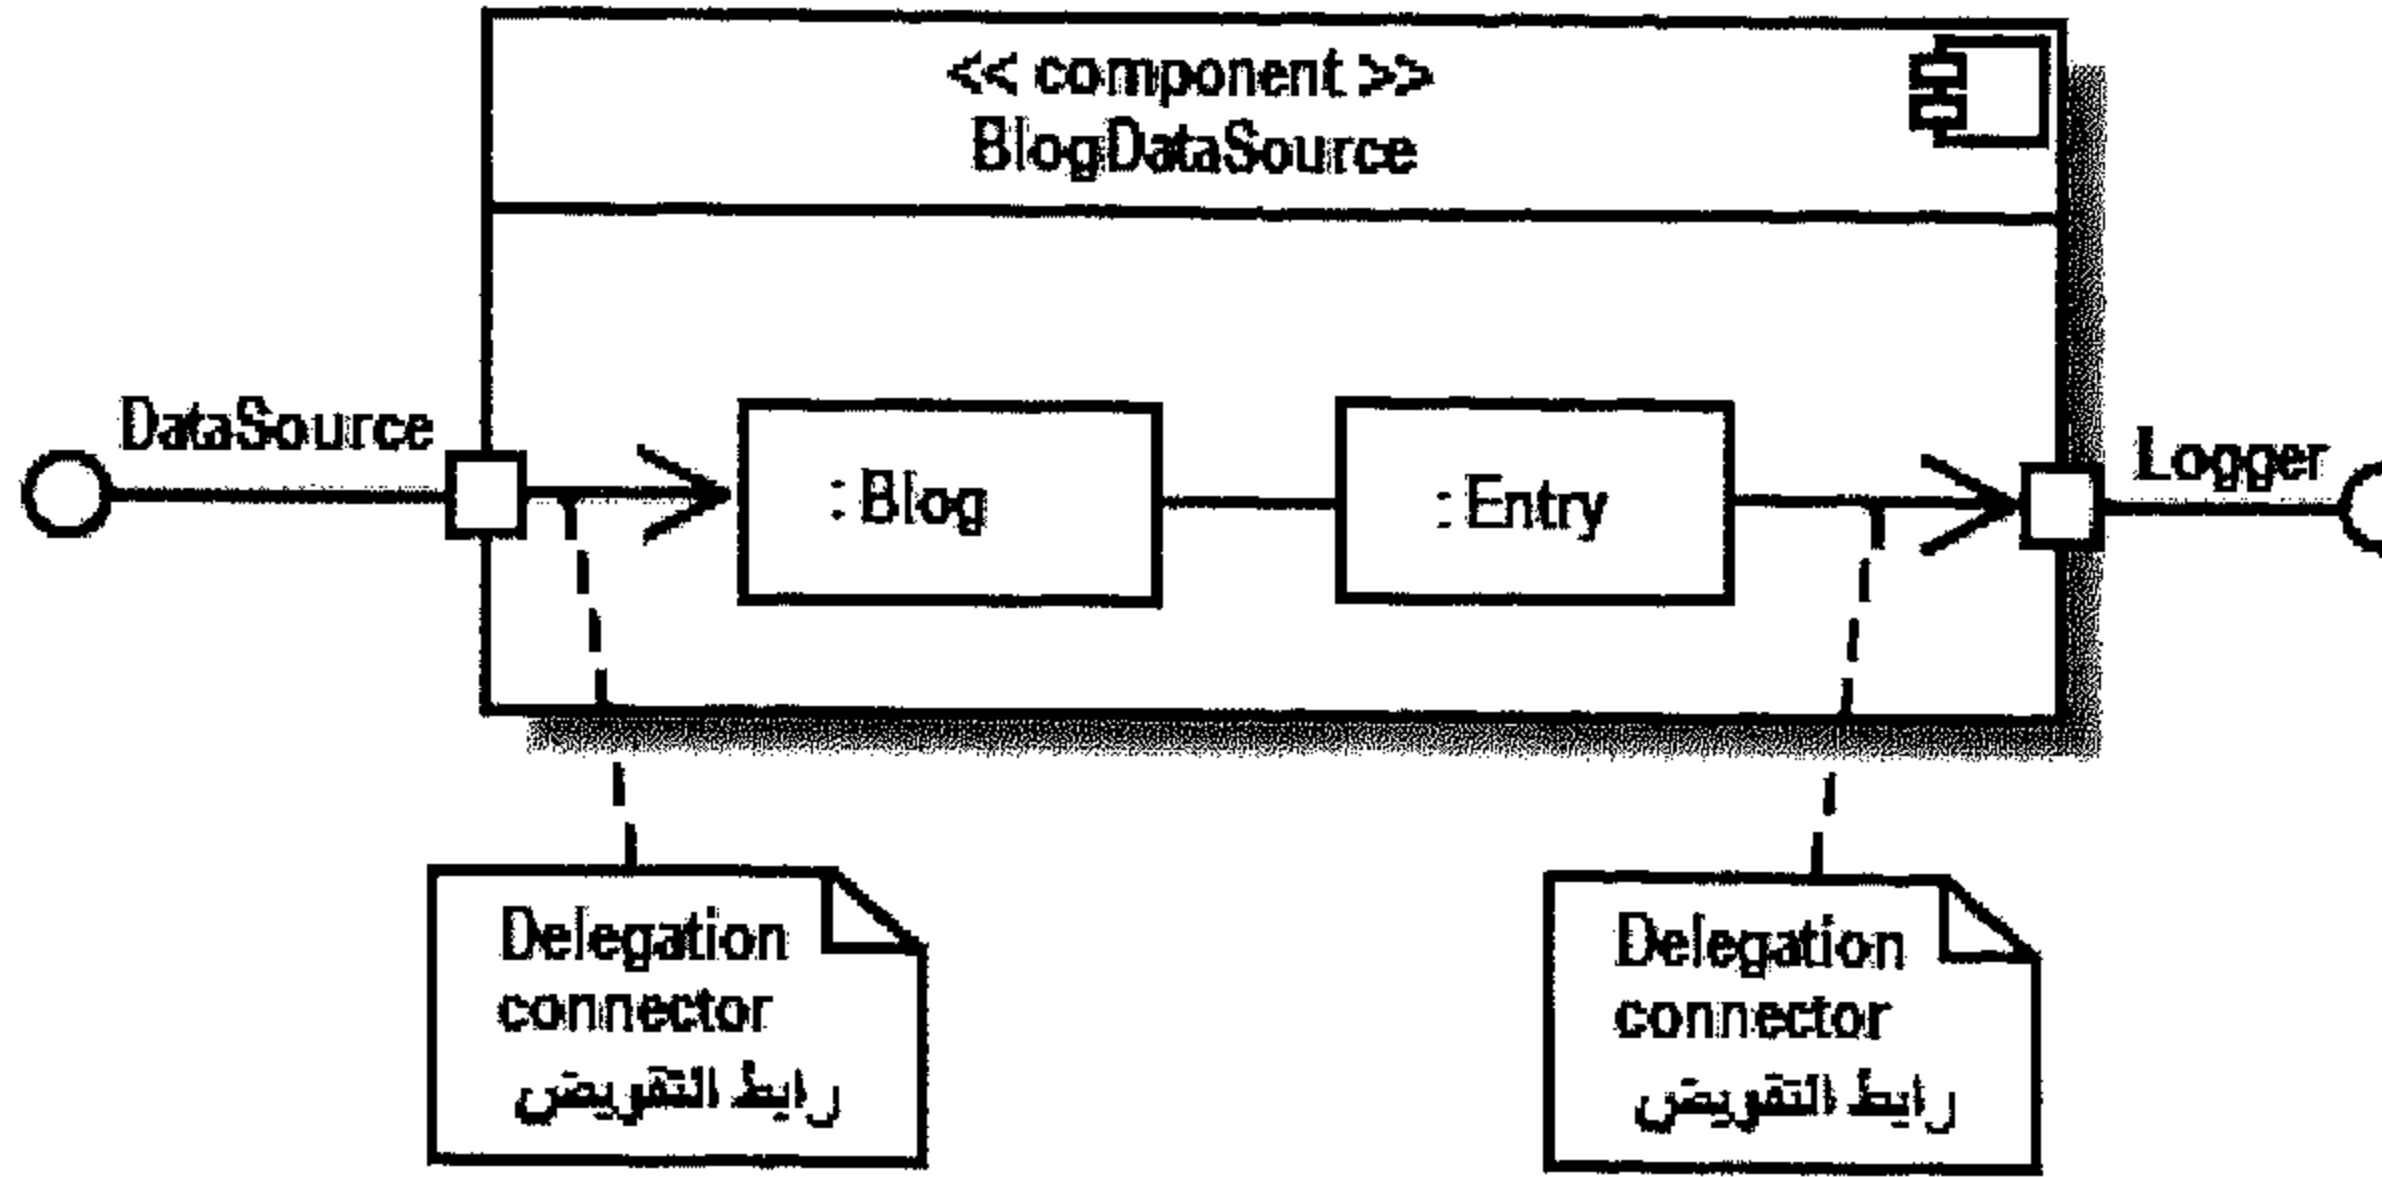 << component >>
BlogDataSource
DataSource
: Blog
: Entry
Logger
Delegation
connector
رابط التفويض
Delegation
connector
رابط التفويض